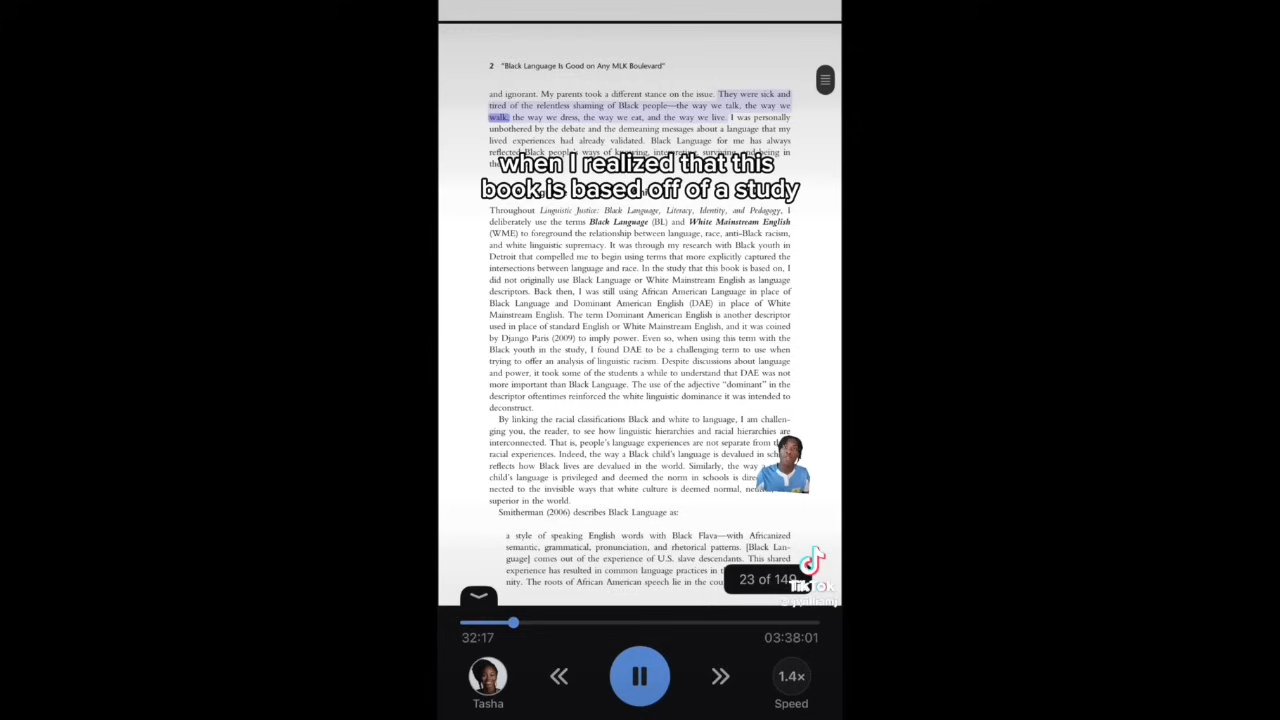 2 "Black Language Is Good on Any MLK Boulevard"
and ignorant. My parents took a different stance on the issue. They were sick and
tired of the relentless shaming of Black people—the way we talk, the way we
walk, the way we dress, the way we eat, and the way we live. I was personally
unbothered by the debate and the demeaning messages about a language that my
lived experiences had already validated. Black Language for me has always
reflected Black people's ways of knowing, interpreting, surviving, and being in
the
when I realized that this
book is based off of a study
Throughout Linguistic Justice: Black Language, Literacy, Identity, and Pedagogy, I
deliberately use the terms Black Language (BL) and White Mainstream English
(WME) to foreground the relationship between language, race, anti-Black racism,
and white linguistic supremacy. It was through my research with Black youth in
Detroit that compelled me to begin using terms that more explicitly captured the
intersections between language and race. In the study that this book is based on, I
did not originally use Black Language or White Mainstream English as language
descriptors. Back then, I was still using African American Language in place of
Black Language and Dominant American English (DAE) in place of White
Mainstream English. The term Dominant American English is another descriptor
used in place of standard English or White Mainstream English, and it was coined
by Django Paris (2009) to imply power. Even so, when using this term with the
Black youth in the study, I found DAE to be a challenging term to use when
trying to offer an analysis of linguistic racism. Despite discussions about language
and power, it took some of the students a while to understand that DAE was not
more important than Black Language. The use of the adjective "dominant" in the
descriptor oftentimes reinforced the white linguistic dominance it was intended to
deconstruct.
By linking the racial classifications Black and white to language, I am challen-
ging you, the reader, to see how linguistic hierarchies and racial hierarchies are
interconnected. That is, people's language experiences are not separate from
racial experiences. Indeed, the way a Black child's language is devalued in
reflects how Black lives are devalued in the world. Similarly, the way a
child's language is privileged and deemed the norm in schools is
nected to the invisible ways that white culture is deemed normal,
superior in the world.
Smitherman (2006) describes Black Language as:
a style of speaking English words with Black Flava—with Africanized
semantic, grammatical, pronunciation, and rhetorical patterns. [Black Lan-
guage] comes out of the experience of U.S. slave descendants. This shared
experience has resulted in common language practices in
nity. The roots of African American speech lie in the
23 of 149
TikTok
32:17
03:38:01
1.4×
Tasha
Speed